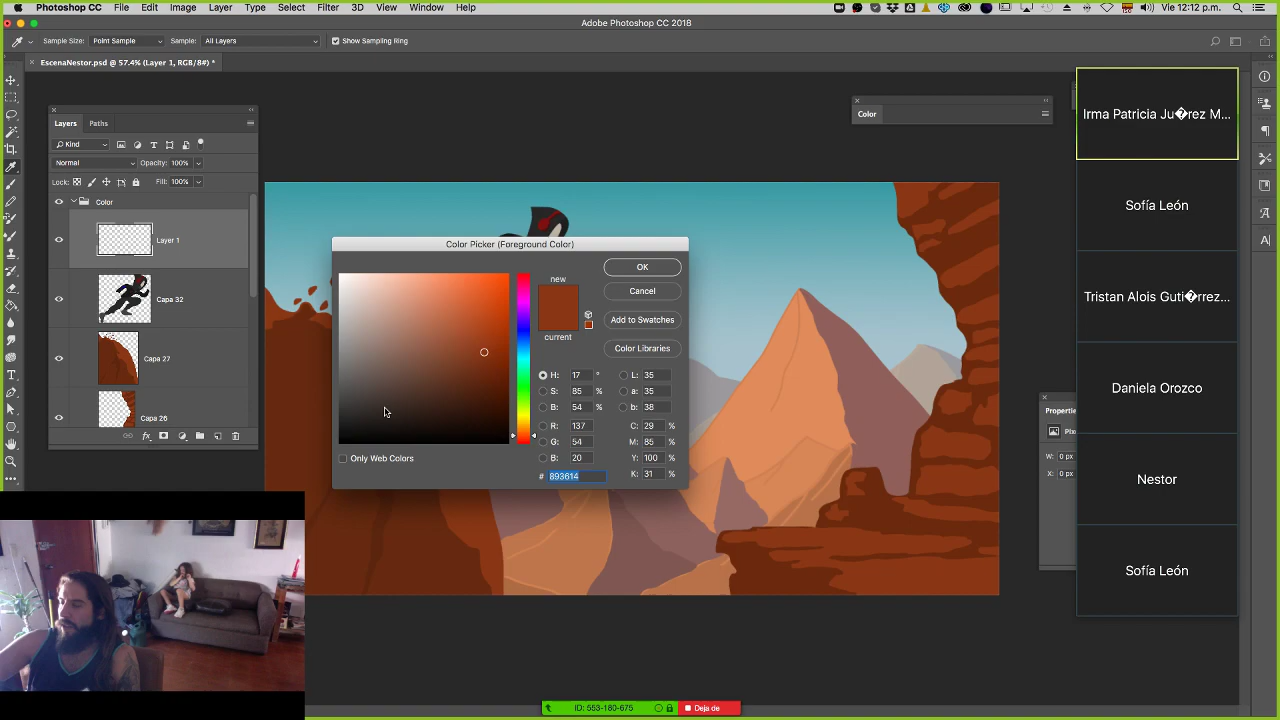 Photoshop CC File Edit Image Layer Type Select Filter 3D View Window Help Vie 12:12 p.m.
Adobe Photoshop CC 2018
Sample Size: Point Sample Sample: All Layers Show Sampling Ring
EscenaNestor.psd @ 57.4% (Layer 1, RGB/8#) *
Layers Paths
Kind
Normal Opacity: 100%
Lock: Fill: 100%
Color
Layer 1
Capa 32
Capa 27
Capa 26
Color
Color Picker (Foreground Color)
new
current
OK
Cancel
Add to Swatches
Color Libraries
H: 17 ° L: 35
S: 85 % a: 35
B: 54 % b: 38
R: 137 C: 29 %
G: 54 M: 85 %
B: 20 Y: 100 %
# 893614 K: 31 %
Only Web Colors
Properties
Pix
W: 0 px
X: 0 px
Irma Patricia Ju�rez M...
Sofía León
Tristan Alois Guti�rrez...
Daniela Orozco
Nestor
Sofía León
ID: 553-180-675 Deja de